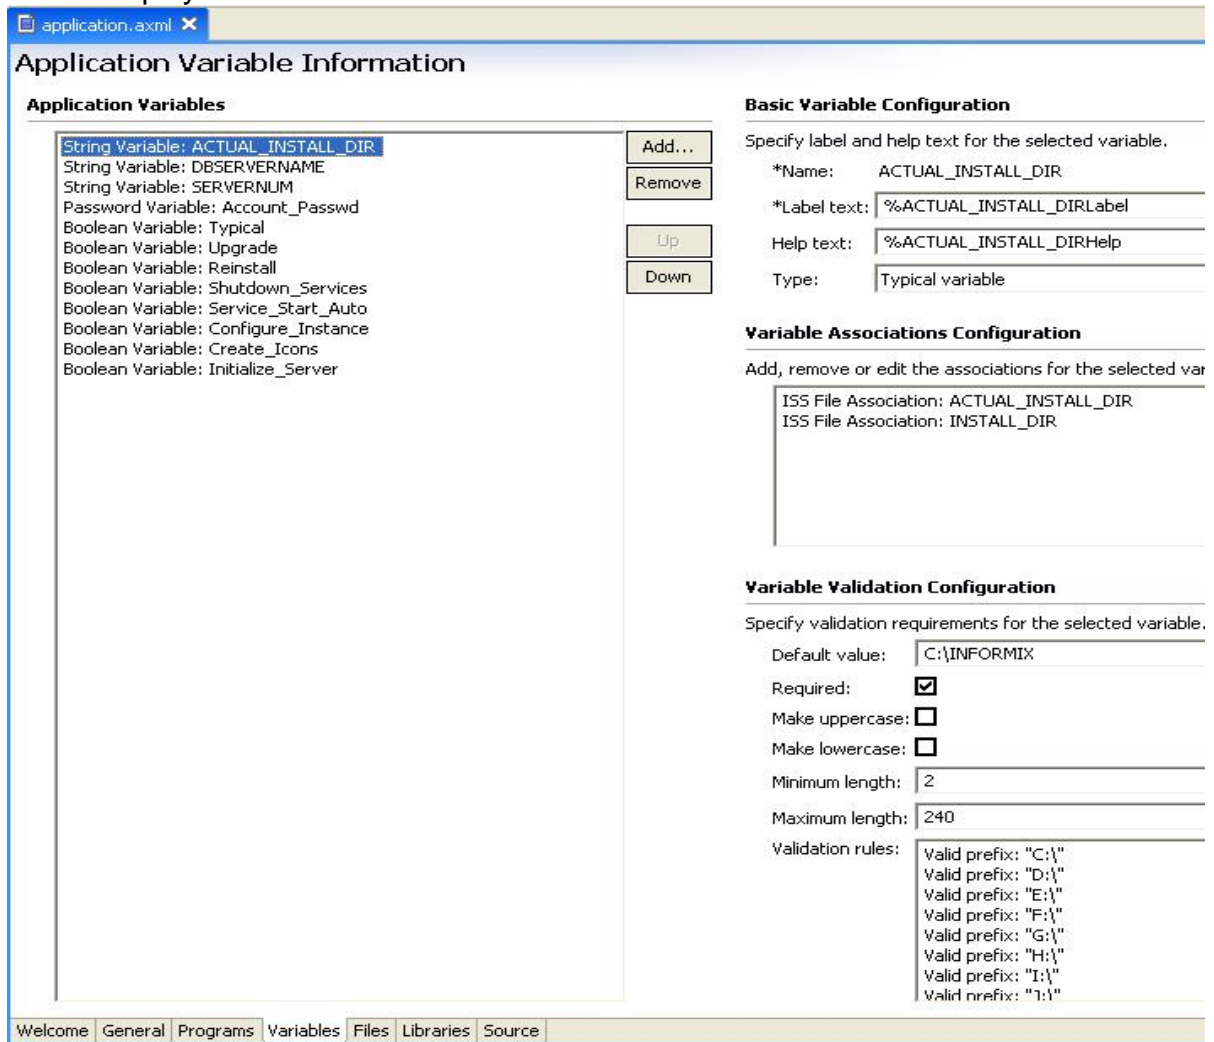 application.axml
Application Variable Information
Application Variables
String Variable: ACTUAL_INSTALL_DIR
String Variable: DBSERVERNAME
String Variable: SERVERNUM
Password Variable: Account_Passwd
Boolean Variable: Typical
Boolean Variable: Upgrade
Boolean Variable: Reinstall
Boolean Variable: Shutdown_Services
Boolean Variable: Service_Start_Auto
Boolean Variable: Configure_Instance
Boolean Variable: Create_Icons
Boolean Variable: Initialize_Server
Add...
Remove
Up
Down
Basic Variable Configuration
Specify label and help text for the selected variable.
*Name: ACTUAL_INSTALL_DIR
*Label text: %ACTUAL_INSTALL_DIRLabel
Help text: %ACTUAL_INSTALL_DIRHelp
Type: Typical variable
Variable Associations Configuration
Add, remove or edit the associations for the selected var
ISS File Association: ACTUAL_INSTALL_DIR
ISS File Association: INSTALL_DIR
Variable Validation Configuration
Specify validation requirements for the selected variable.
Default value: C:\INFORMIX
Required:
Make uppercase:
Make lowercase:
Minimum length: 2
Maximum length: 240
Validation rules: Valid prefix: "C:\"
Valid prefix: "D:\"
Valid prefix: "E:\"
Valid prefix: "F:\"
Valid prefix: "G:\"
Valid prefix: "H:\"
Valid prefix: "I:\"
Valid prefix: "J:\"
Welcome General Programs Variables Files Libraries Source